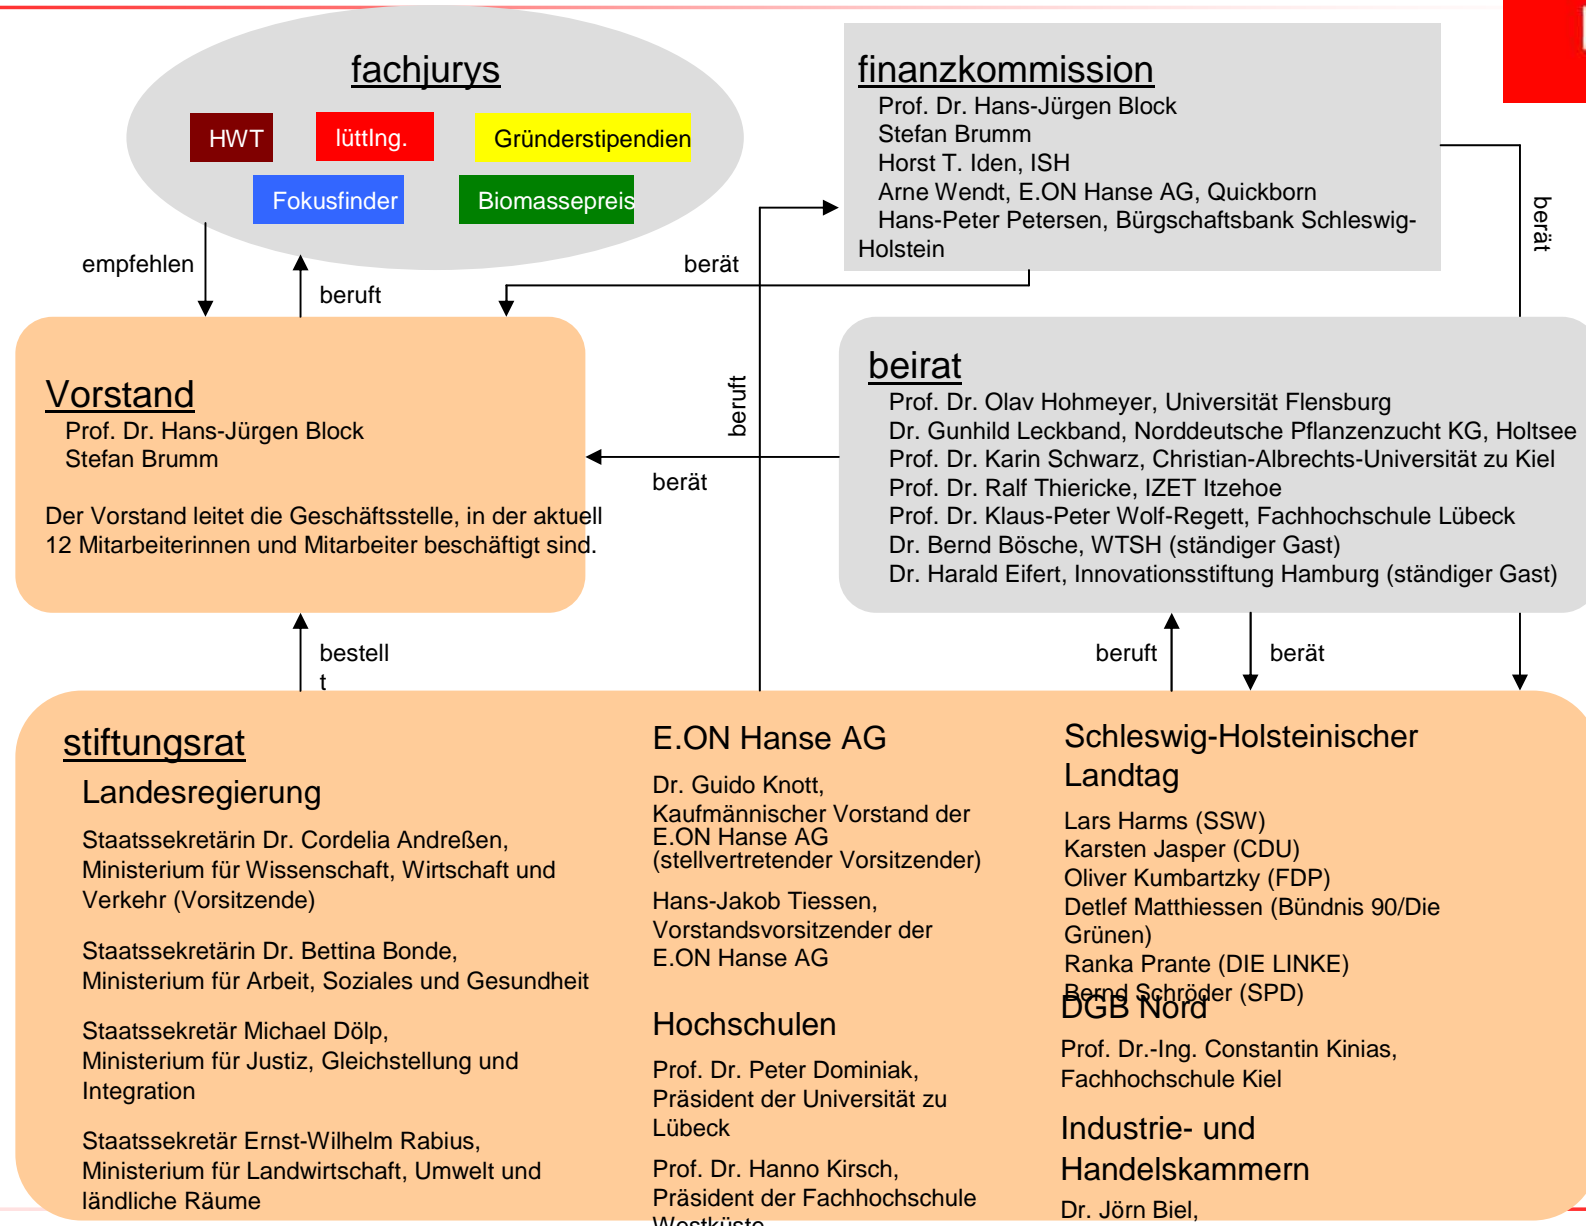 fachjurys
HWT
lüttIng.
Gründerstipendien
Fokusfinder
Biomassepreis
finanzkommission
Prof. Dr. Hans-Jürgen Block
Stefan Brumm
Horst T. Iden, ISH
Arne Wendt, E.ON Hanse AG, Quickborn
Hans-Peter Petersen, Bürgschaftsbank Schleswig-
Holstein
berät
empfehlen
beruft
berät
Vorstand
Prof. Dr. Hans-Jürgen Block
Stefan Brumm
Der Vorstand leitet die Geschäftsstelle, in der aktuell
12 Mitarbeiterinnen und Mitarbeiter beschäftigt sind.
beruft
berät
beirat
Prof. Dr. Olav Hohmeyer, Universität Flensburg
Dr. Gunhild Leckband, Norddeutsche Pflanzenzucht KG, Holtsee
Prof. Dr. Karin Schwarz, Christian-Albrechts-Universität zu Kiel
Prof. Dr. Ralf Thiericke, IZET Itzehoe
Prof. Dr. Klaus-Peter Wolf-Regett, Fachhochschule Lübeck
Dr. Bernd Bösche, WTSH (ständiger Gast)
Dr. Harald Eifert, Innovationsstiftung Hamburg (ständiger Gast)
bestell
t
beruft
berät
stiftungsrat
Landesregierung
Staatssekretärin Dr. Cordelia Andreßen,
Ministerium für Wissenschaft, Wirtschaft und
Verkehr (Vorsitzende)
Staatssekretärin Dr. Bettina Bonde,
Ministerium für Arbeit, Soziales und Gesundheit
Staatssekretär Michael Dölp,
Ministerium für Justiz, Gleichstellung und
Integration
Staatssekretär Ernst-Wilhelm Rabius,
Ministerium für Landwirtschaft, Umwelt und
ländliche Räume
E.ON Hanse AG
Dr. Guido Knott,
Kaufmännischer Vorstand der
E.ON Hanse AG
(stellvertretender Vorsitzender)
Hans-Jakob Tiessen,
Vorstandsvorsitzender der
E.ON Hanse AG
Hochschulen
Prof. Dr. Peter Dominiak,
Präsident der Universität zu
Lübeck
Prof. Dr. Hanno Kirsch,
Präsident der Fachhochschule
Westküste
Schleswig-Holsteinischer
Landtag
Lars Harms (SSW)
Karsten Jasper (CDU)
Oliver Kumbartzky (FDP)
Detlef Matthiessen (Bündnis 90/Die
Grünen)
Ranka Prante (DIE LINKE)
Bernd Schröder (SPD)
DGB Nord
Prof. Dr.-Ing. Constantin Kinias,
Fachhochschule Kiel
Industrie- und
Handelskammern
Dr. Jörn Biel,